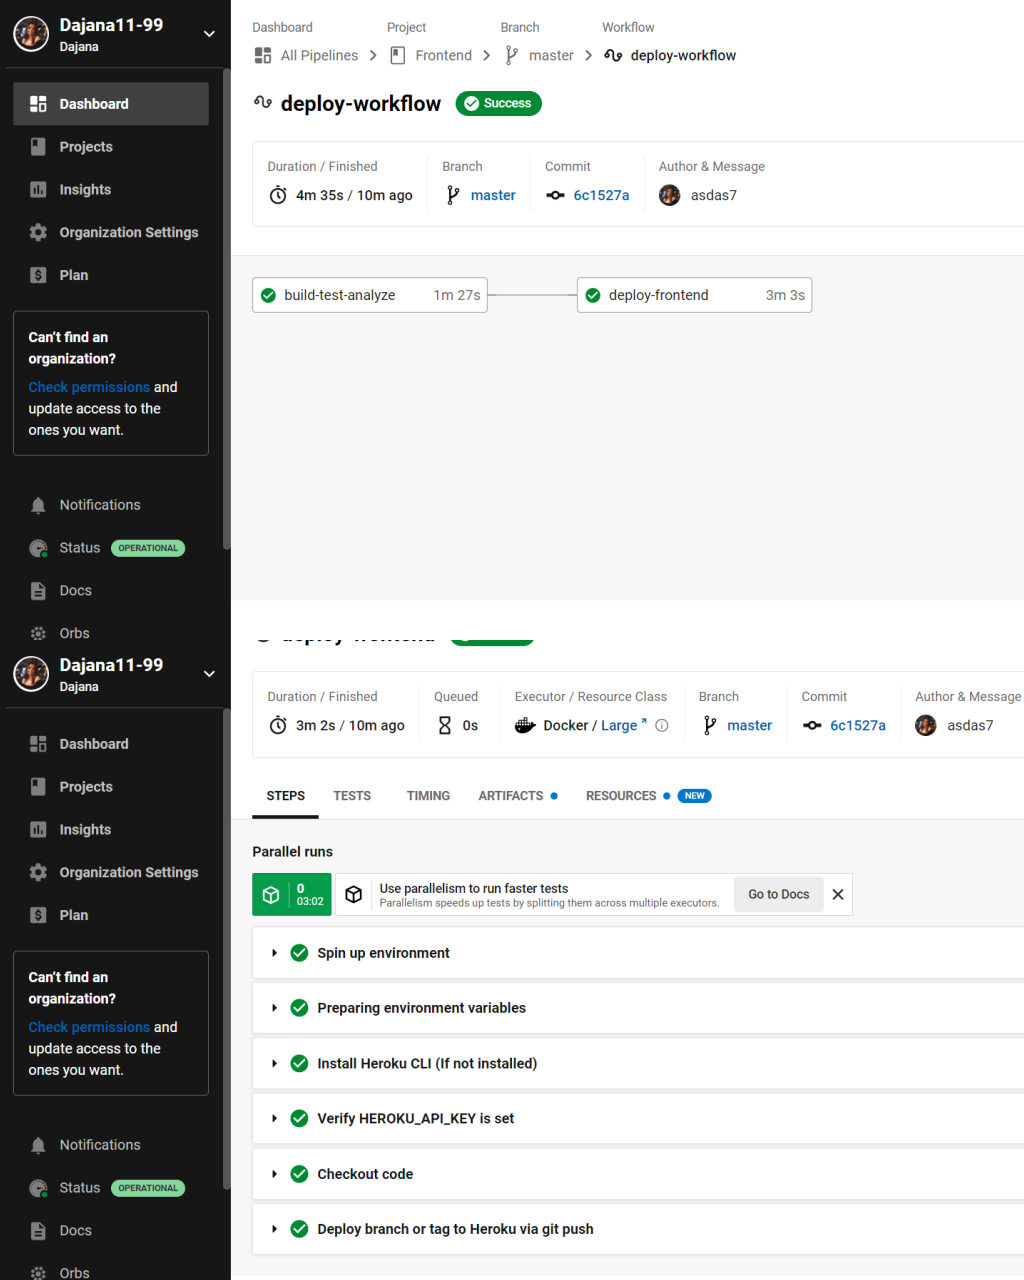 Dajana11-99
Dajana
Dashboard
Projects
Insights
Organization Settings
Plan
Can't find an
organization?
Check permissions and
update access to the
ones you want.
Notifications
Status OPERATIONAL
Docs
Orbs
Dashboard Project Branch Workflow
All Pipelines Frontend master deploy-workflow
deploy-workflow Success
Duration / Finished Branch Commit Author & Message
4m 35s / 10m ago master 6c1527a asdas7
build-test-analyze 1m 27s deploy-frontend 3m 3s
Dajana11-99
Dajana
Dashboard
Projects
Insights
Organization Settings
Plan
Can't find an
organization?
Check permissions and
update access to the
ones you want.
Notifications
Status OPERATIONAL
Docs
Orbs
deploy-frontend
Duration / Finished Queued Executor / Resource Class Branch Commit Author & Message
3m 2s / 10m ago 0s Docker / Large master 6c1527a asdas7
STEPS TESTS TIMING ARTIFACTS RESOURCES NEW
Parallel runs
0
03:02
Use parallelism to run faster tests
Parallelism speeds up tests by splitting them across multiple executors.
Go to Docs
Spin up environment
Preparing environment variables
Install Heroku CLI (If not installed)
Verify HEROKU_API_KEY is set
Checkout code
Deploy branch or tag to Heroku via git push